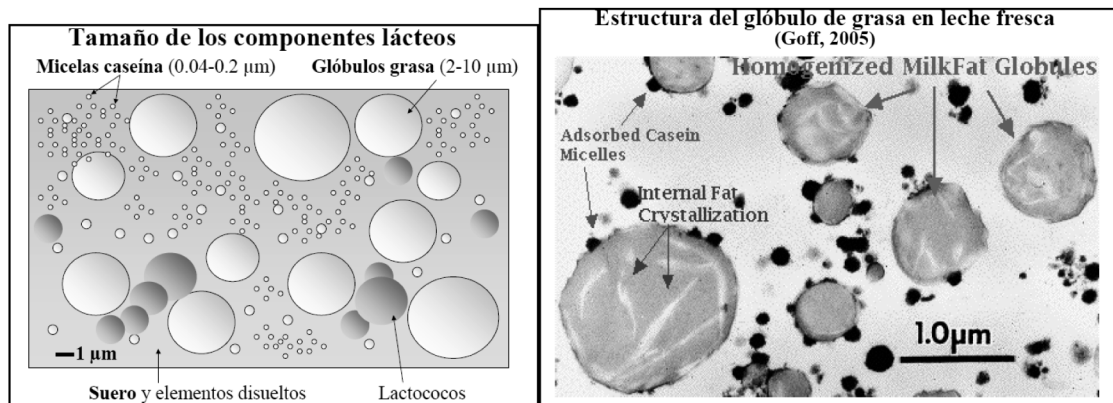 Tamaño de los componentes lácteos
Micelas caseína (0.04-0.2 µm)
Glóbulos grasa (2-10 µm)
1 µm
Suero y elementos disueltos
Lactococos
Estructura del glóbulo de grasa en leche fresca
(Goff, 2005)
Homogenized MilkFat Globules
Adsorbed Casein
Micelles
Internal Fat
Crystallization
1.0µm